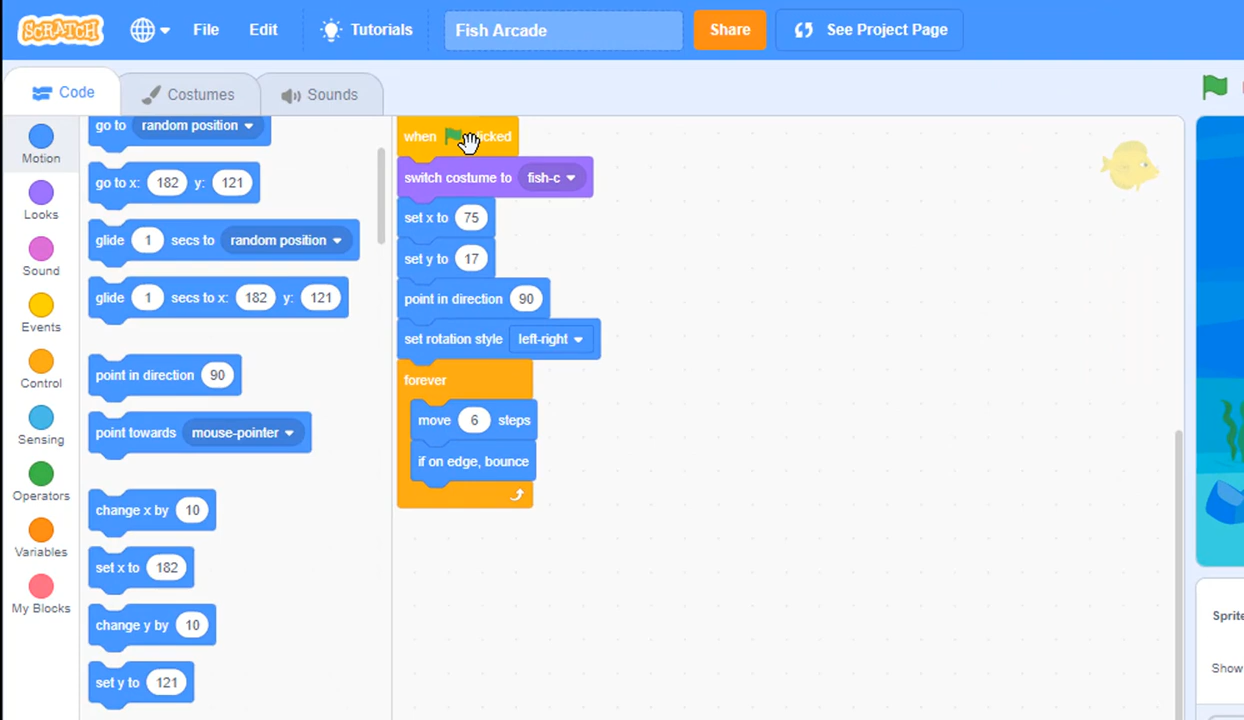 SCRATCH File Edit Tutorials Fish Arcade Share See Project Page
Code Costumes Sounds
Motion
Looks
Sound
Events
Control
Sensing
Operators
Variables
My Blocks
go to random position
go to x: 182 y: 121
glide 1 secs to random position
glide 1 secs to x: 182 y: 121
point in direction 90
point towards mouse-pointer
change x by 10
set x to 182
change y by 10
set y to 121
when clicked
switch costume to fish-c
set x to 75
set y to 17
point in direction 90
set rotation style left-right
forever
move 6 steps
if on edge, bounce
Sprite
Show